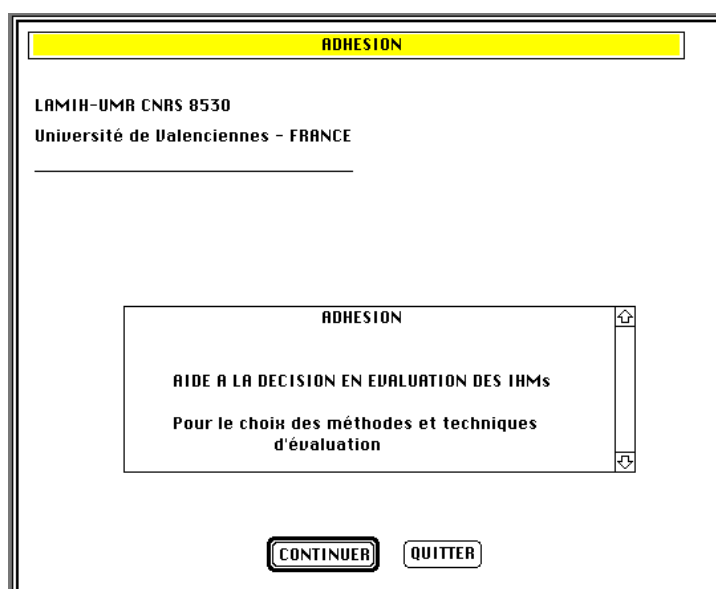 ADHESION
LAMIH-UMR CNRS 8530
Université de Valenciennes - FRANCE
ADHESION
AIDE A LA DECISION EN EVALUATION DES IHMs
Pour le choix des méthodes et techniques
d'évaluation
CONTINUER QUITTER